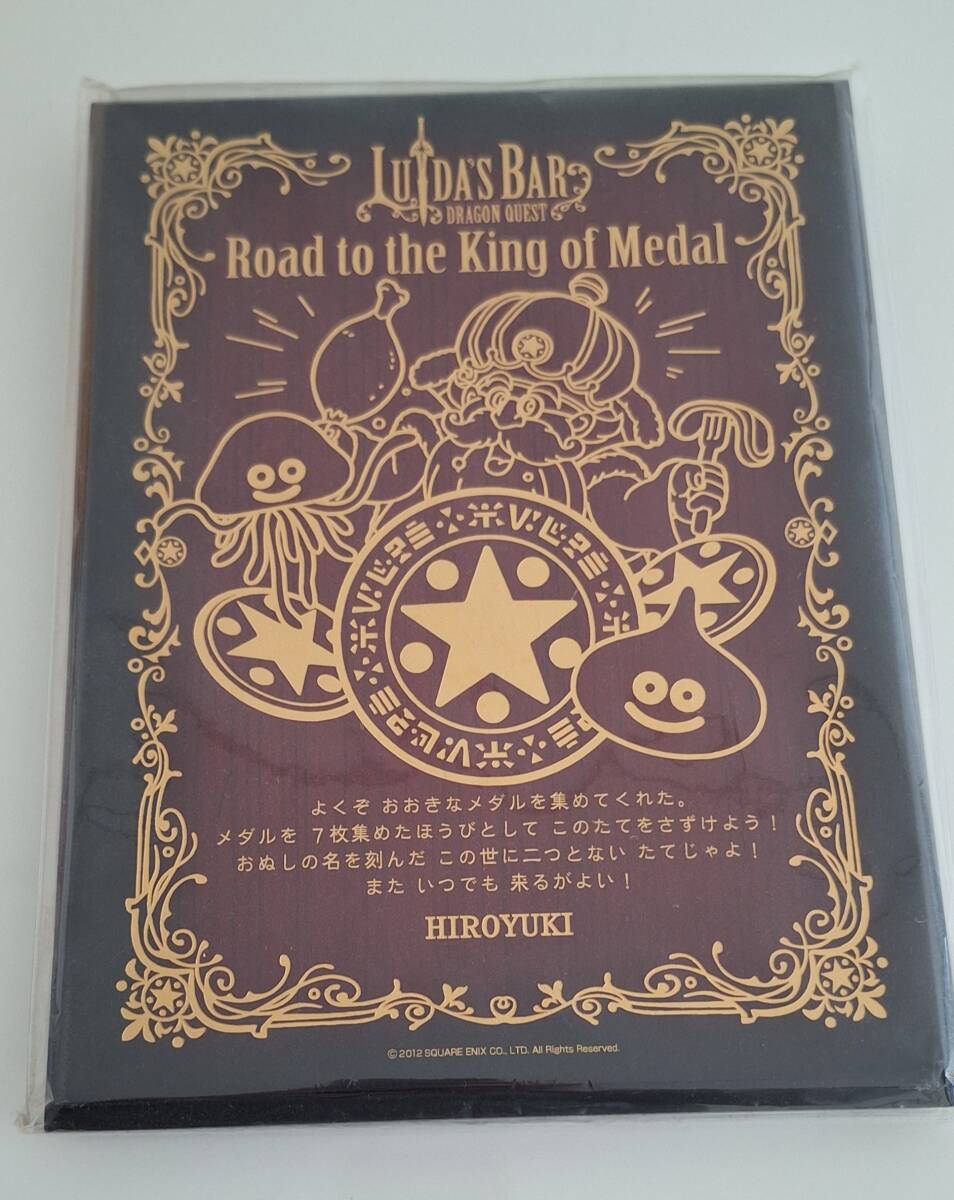 LUIDA'S BAR
DRAGON QUEST
Road to the King of Medal
よくぞ おおきなメダルを集めてくれた。
メダルを 7枚集めたほうびとして このたてをさずけよう！
おぬしの名を刻んだ この世に二つとない たてじゃよ！
また いつでも 来るがよい！
HIROYUKI
©2012 SQUARE ENIX CO., LTD. All Rights Reserved.